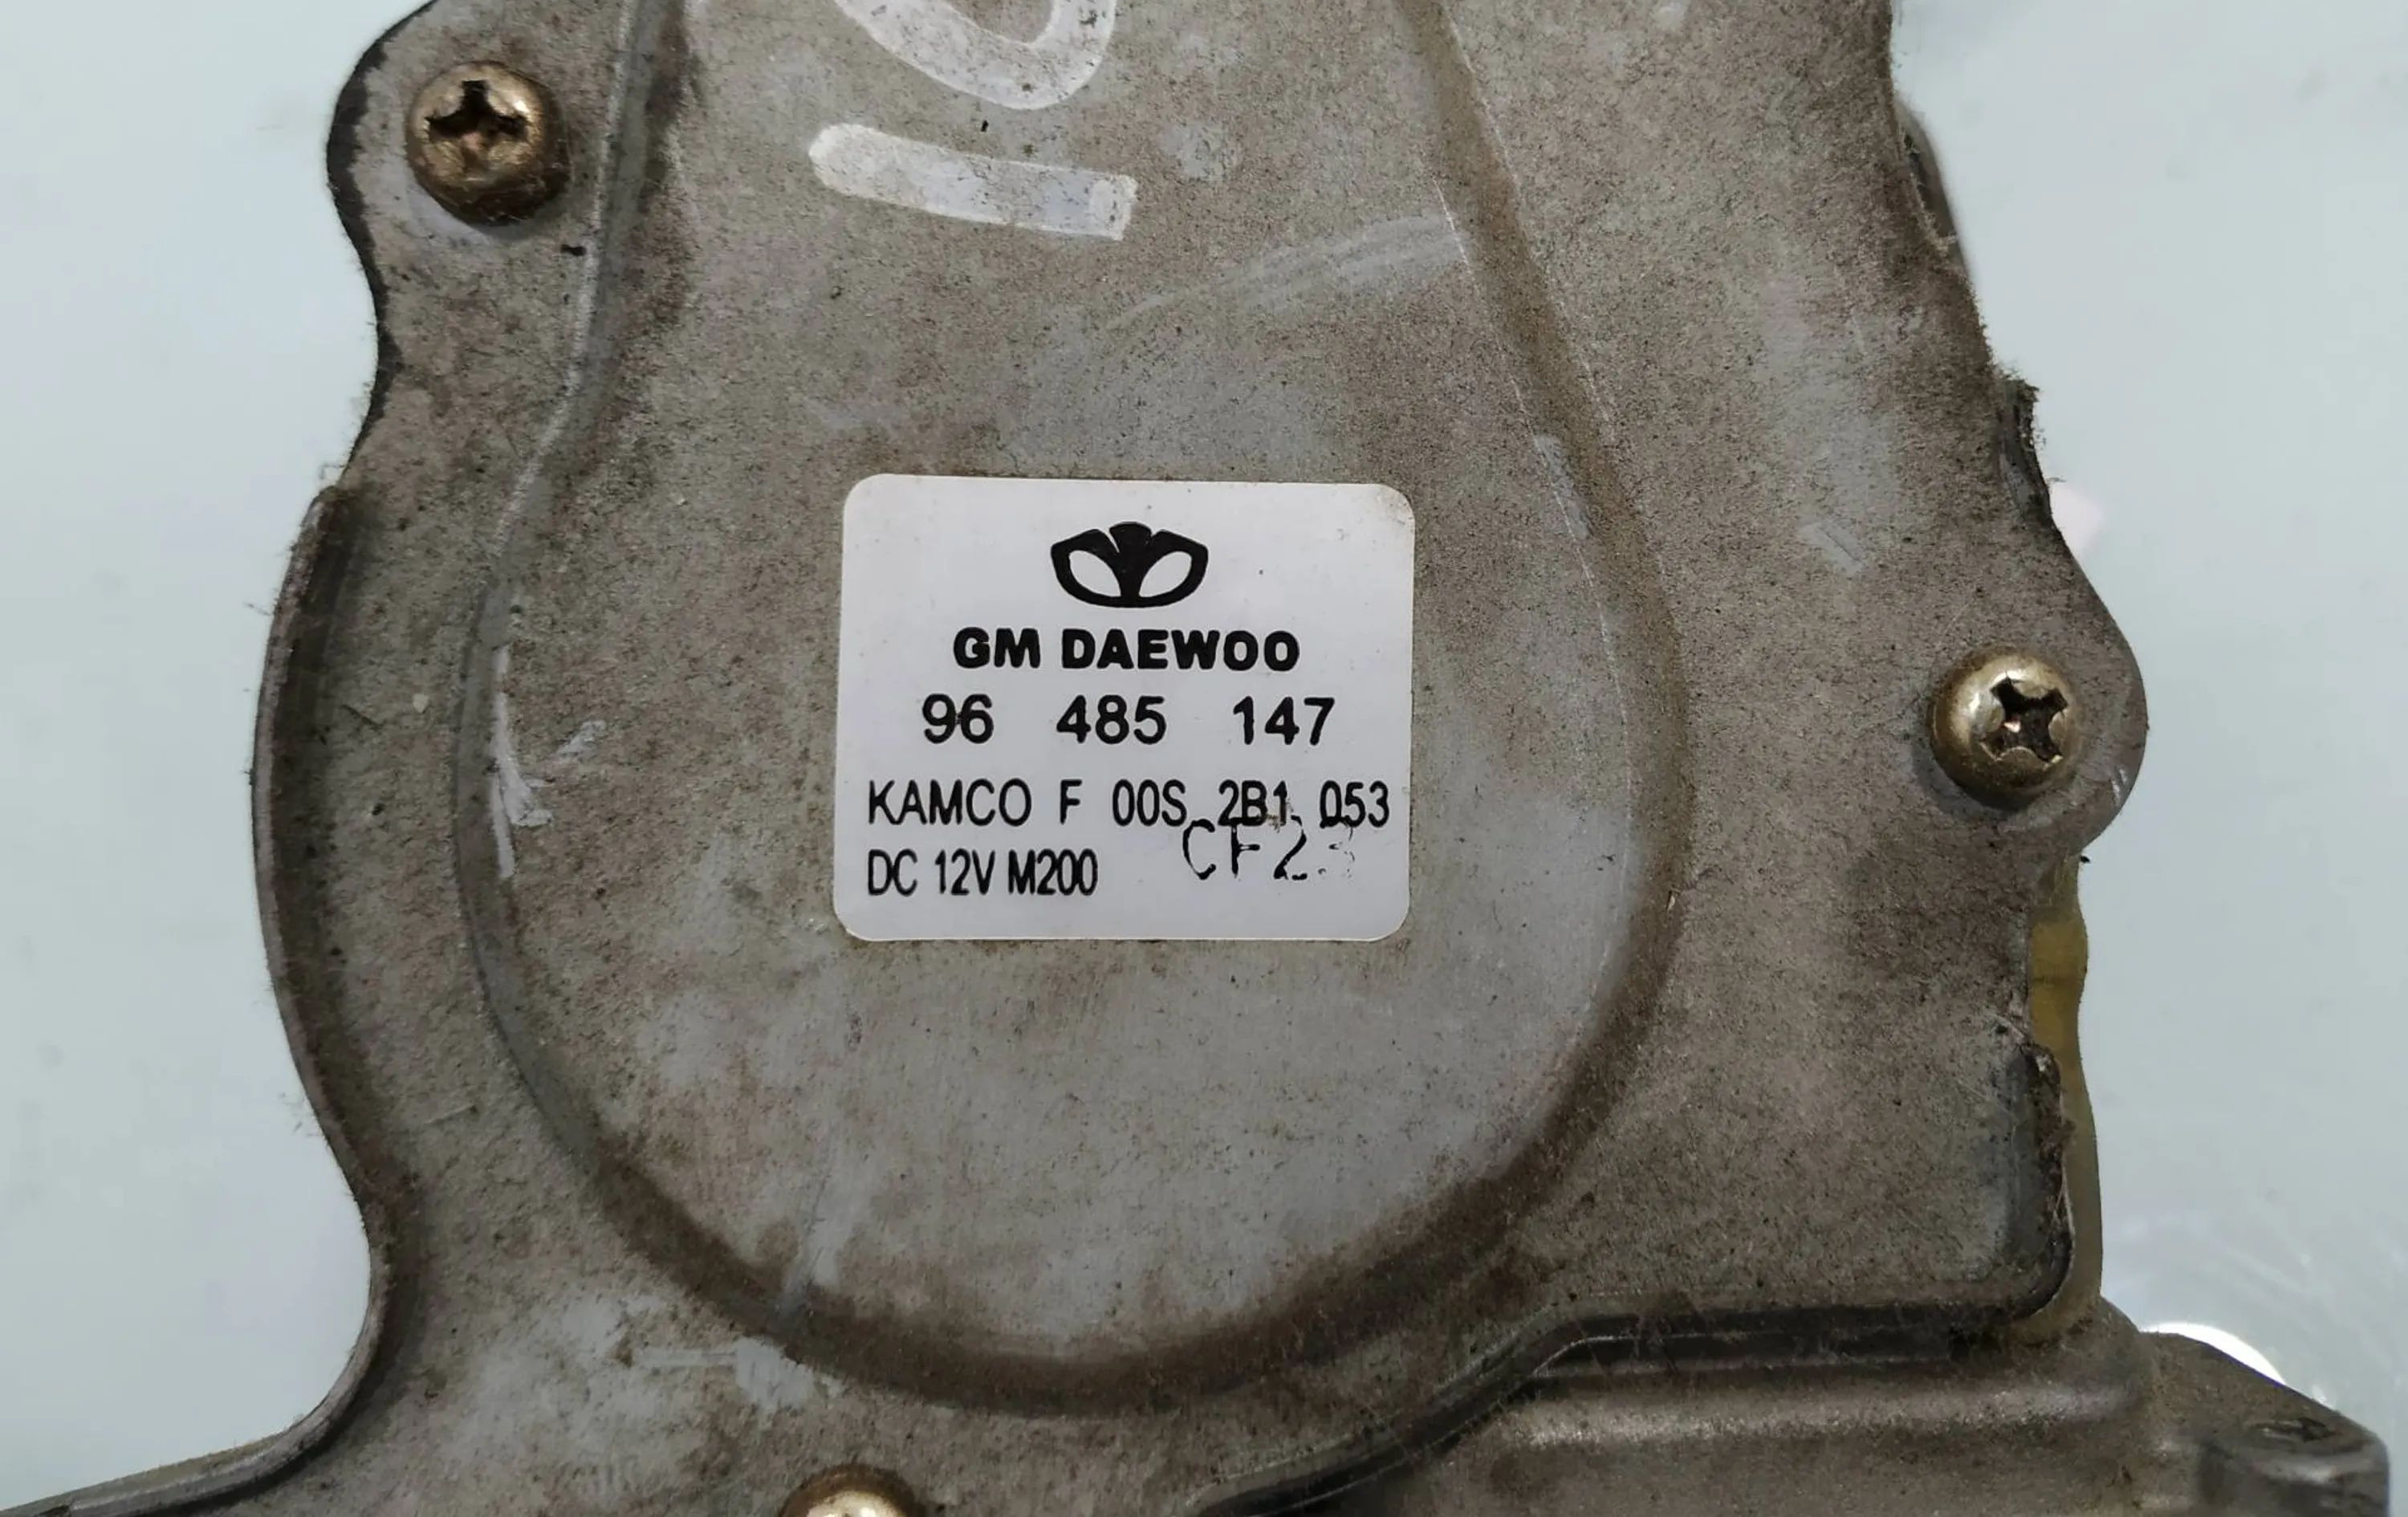 GM DAEWOO
96 485 147
KAMCO F 00S 2B1 053
DC 12V M200